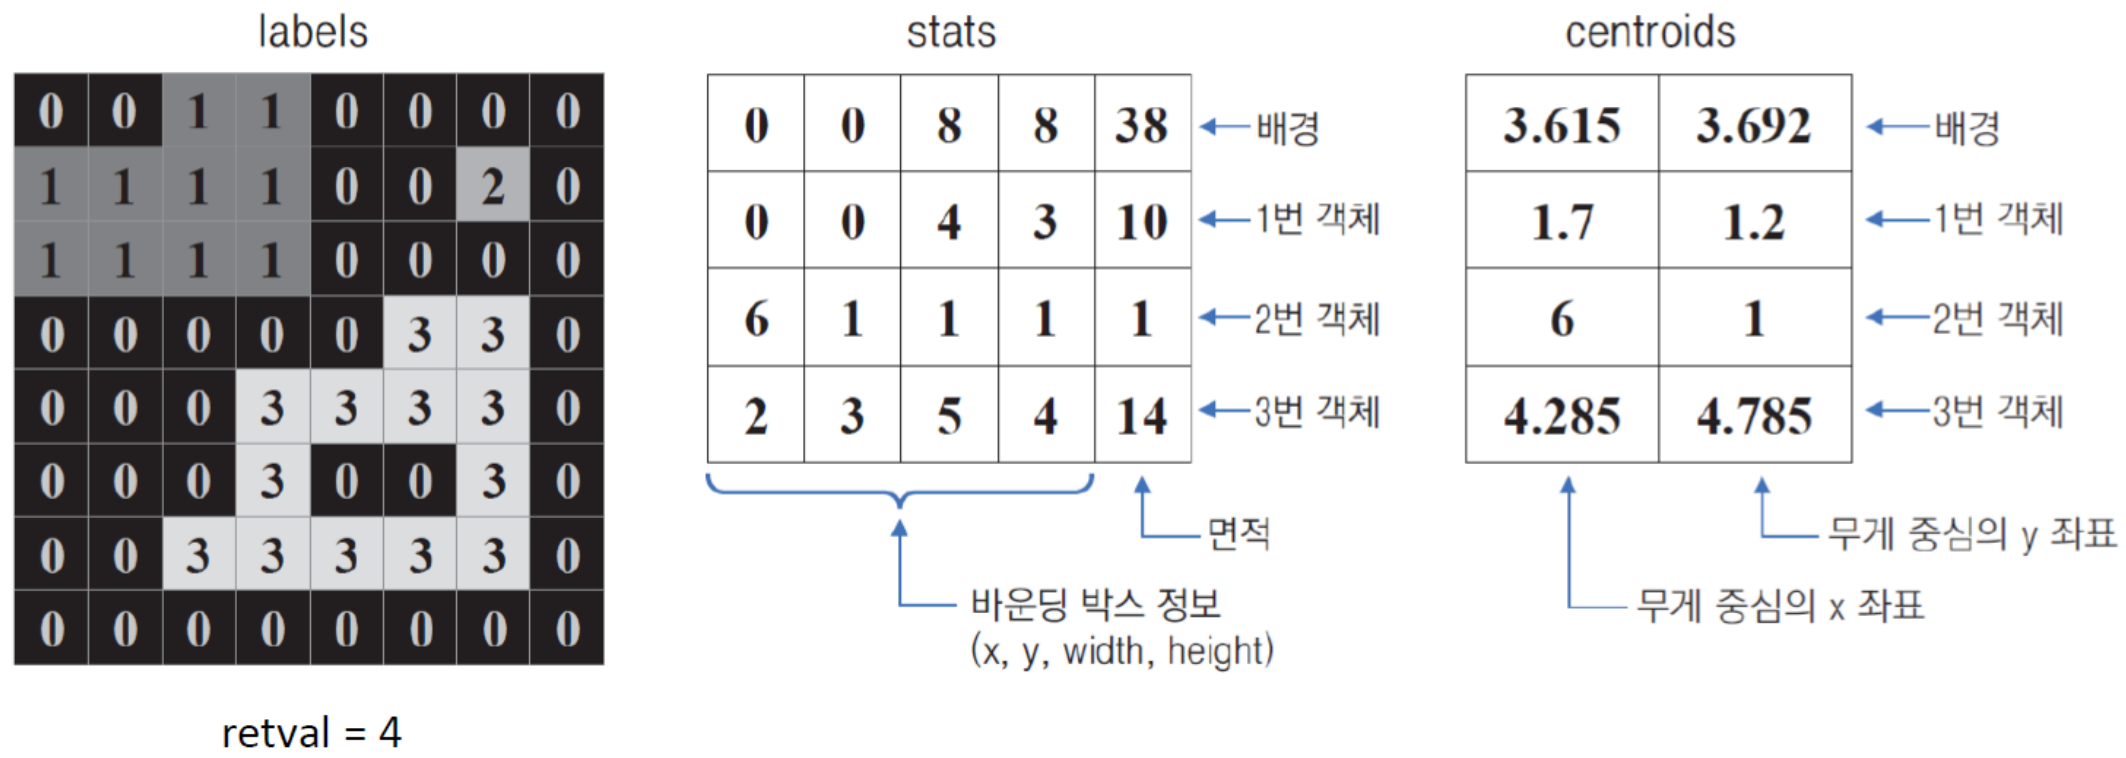 labels
0 0 1 1 0 0 0 0
1 1 1 1 0 0 2 0
1 1 1 1 0 0 0 0
0 0 0 0 0 3 3 0
0 0 0 3 3 3 3 0
0 0 0 3 0 0 3 0
0 0 3 3 3 3 3 0
0 0 0 0 0 0 0 0
retval = 4
stats
0 0 8 8 38 배경
0 0 4 3 10 1번 객체
6 1 1 1 1 2번 객체
2 3 5 4 14 3번 객체
면적
바운딩 박스 정보
(x, y, width, height)
centroids
3.615 3.692 배경
1.7 1.2 1번 객체
6 1 2번 객체
4.285 4.785 3번 객체
무게 중심의 y 좌표
무게 중심의 x 좌표